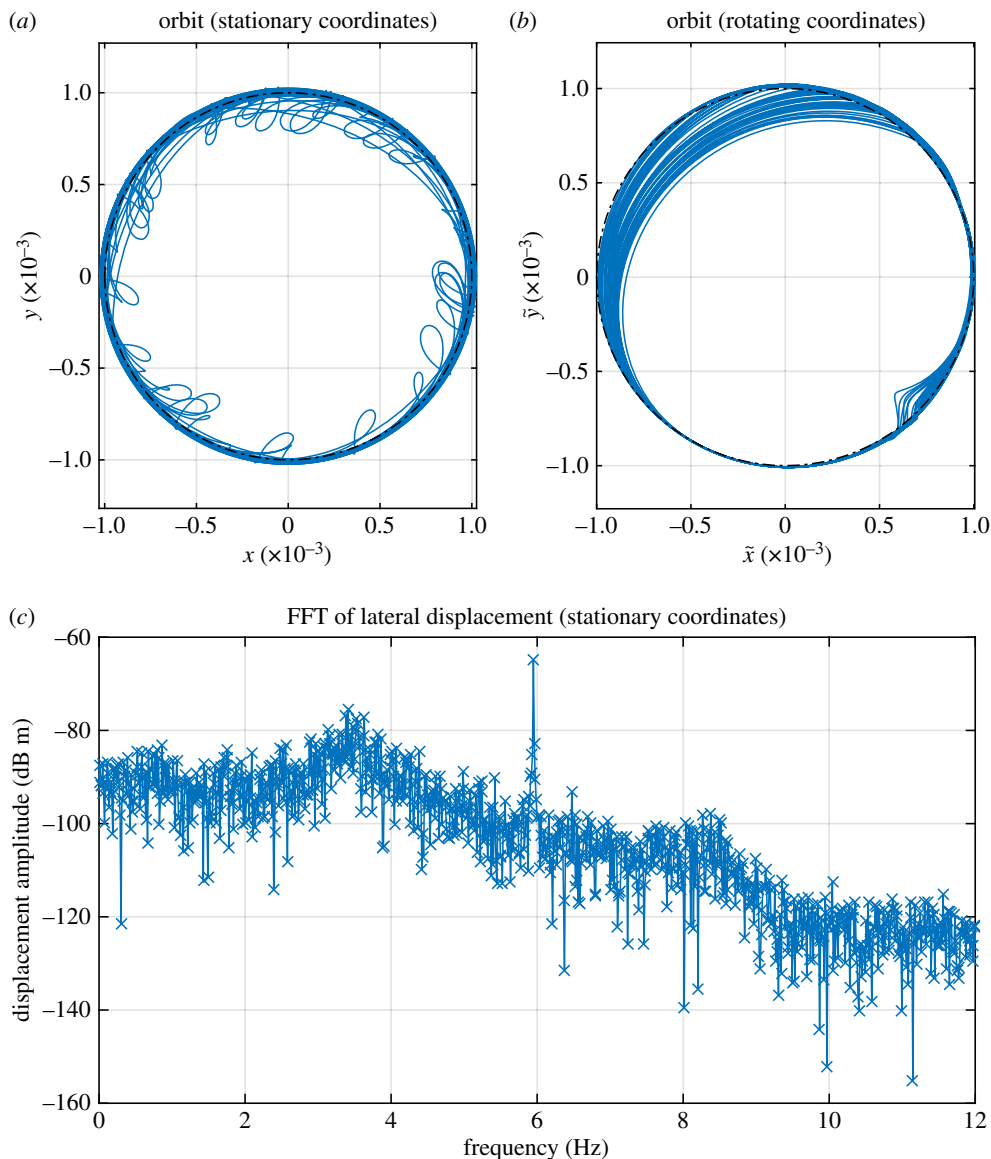 (a) orbit (stationary coordinates)
1.0
0.5
0
−0.5
−1.0
y (×10⁻³)
−1.0 −0.5 0 0.5 1.0
x (×10⁻³)
(b) orbit (rotating coordinates)
1.0
0.5
0
−0.5
−1.0
ỹ (×10⁻³)
−1.0 −0.5 0 0.5 1.0
x̃ (×10⁻³)
(c) FFT of lateral displacement (stationary coordinates)
−60
−80
−100
−120
−140
−160
displacement amplitude (dB m)
0 2 4 6 8 10 12
frequency (Hz)